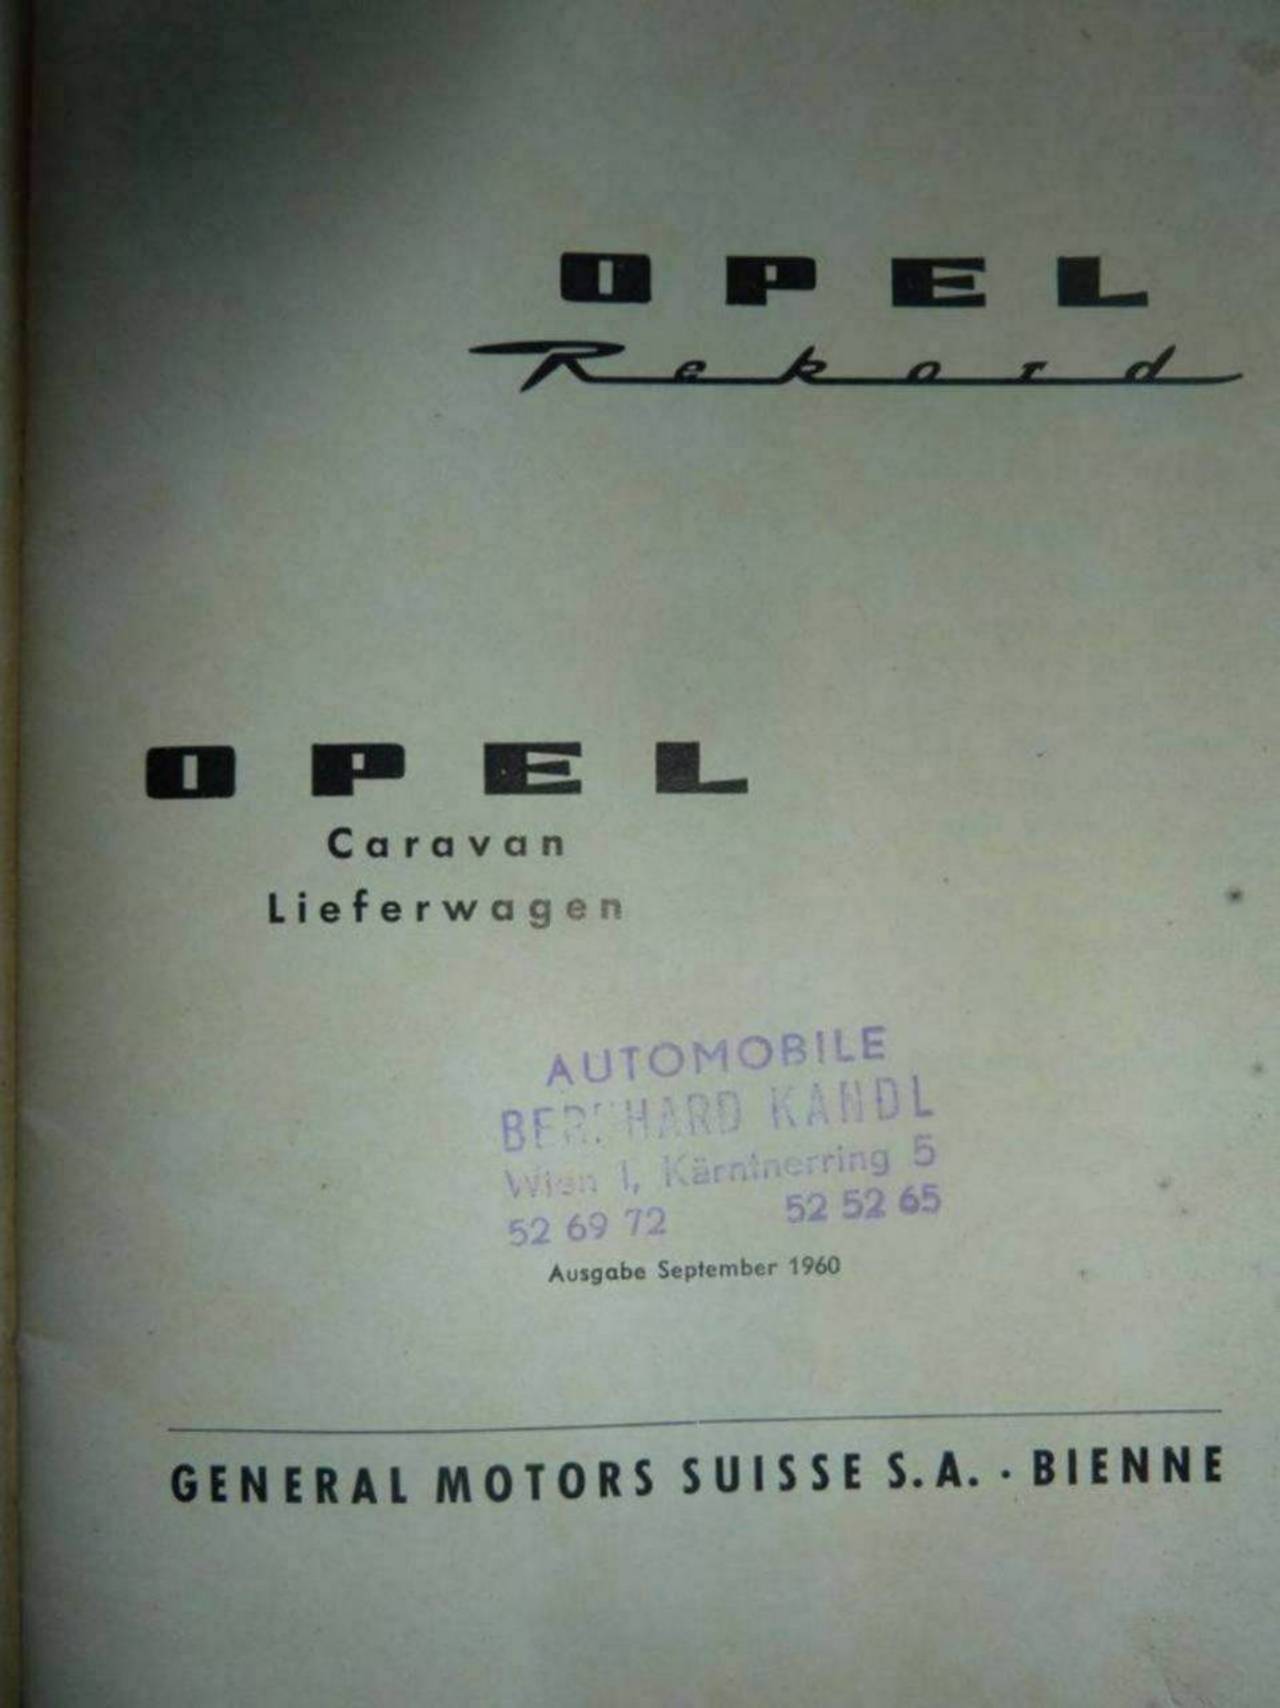 OPEL
Rekord
OPEL
Caravan
Lieferwagen
AUTOMOBILE
BERNHARD KANDL
Wien I, Kärntnerring 5
52 69 72 52 52 65
Ausgabe September 1960
GENERAL MOTORS SUISSE S.A. · BIENNE